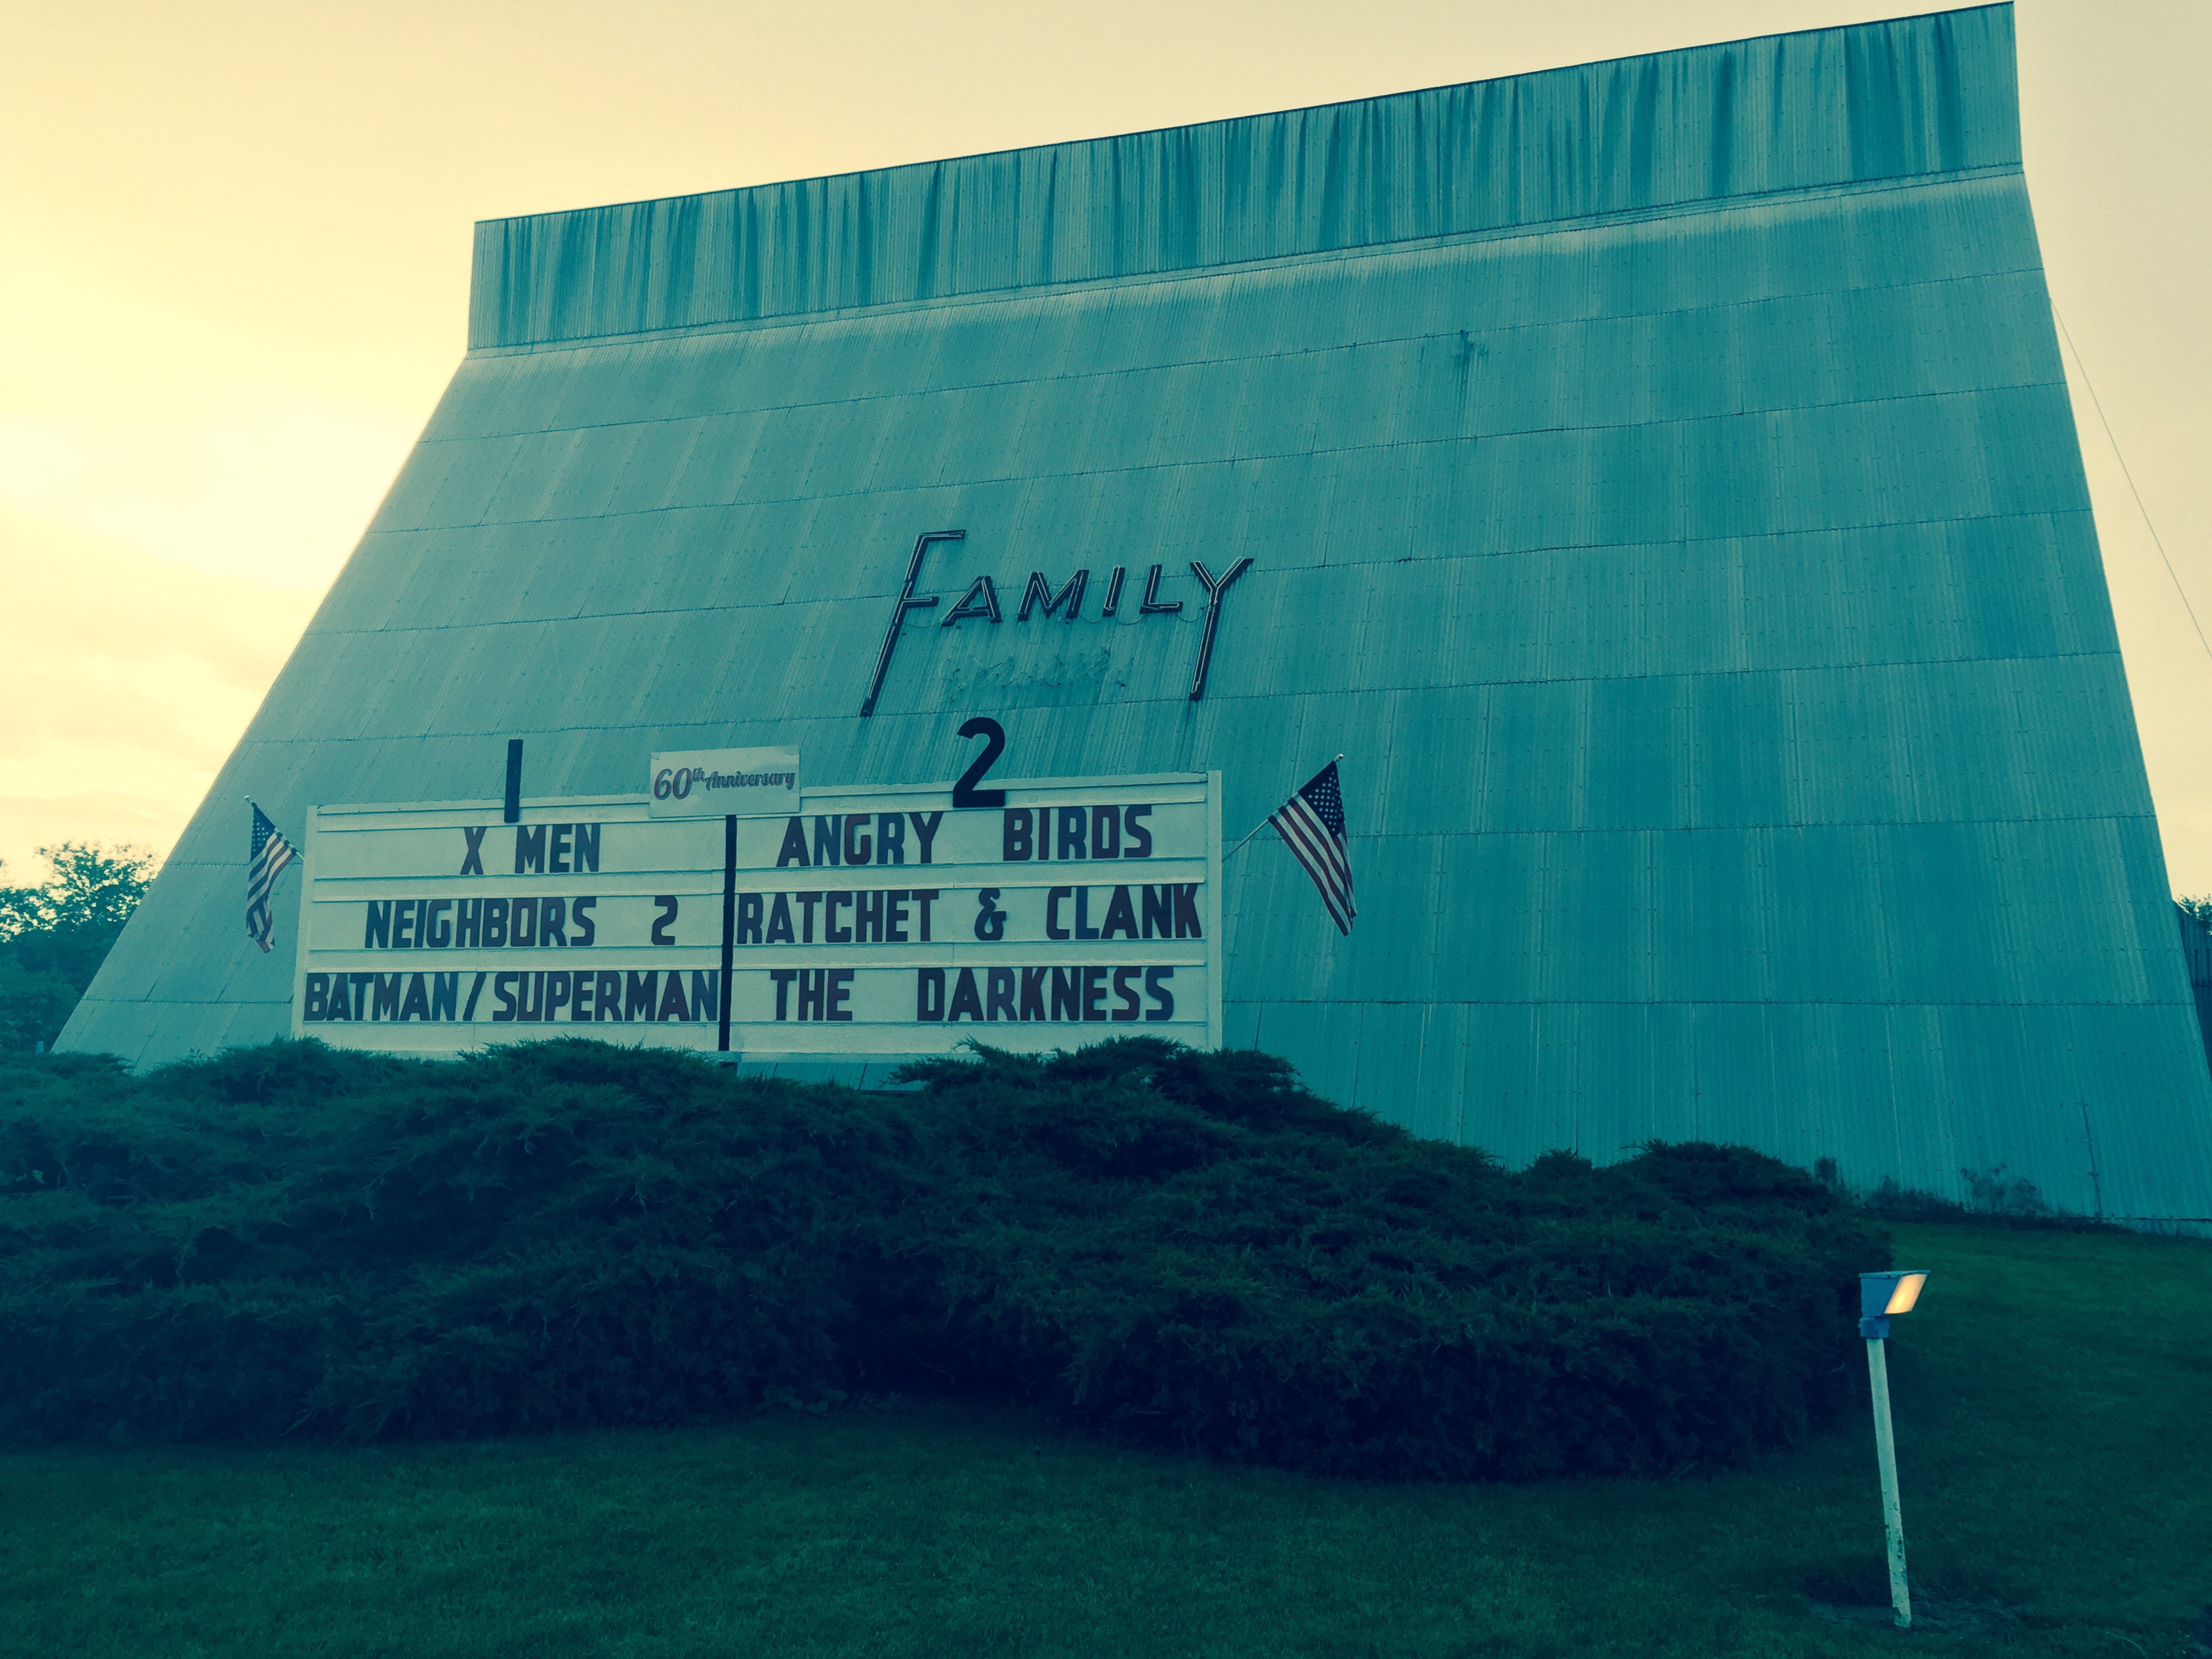 FAMILY
1
60th Anniversary
2
X MEN
NEIGHBORS 2
BATMAN/SUPERMAN
ANGRY BIRDS
RATCHET & CLANK
THE DARKNESS